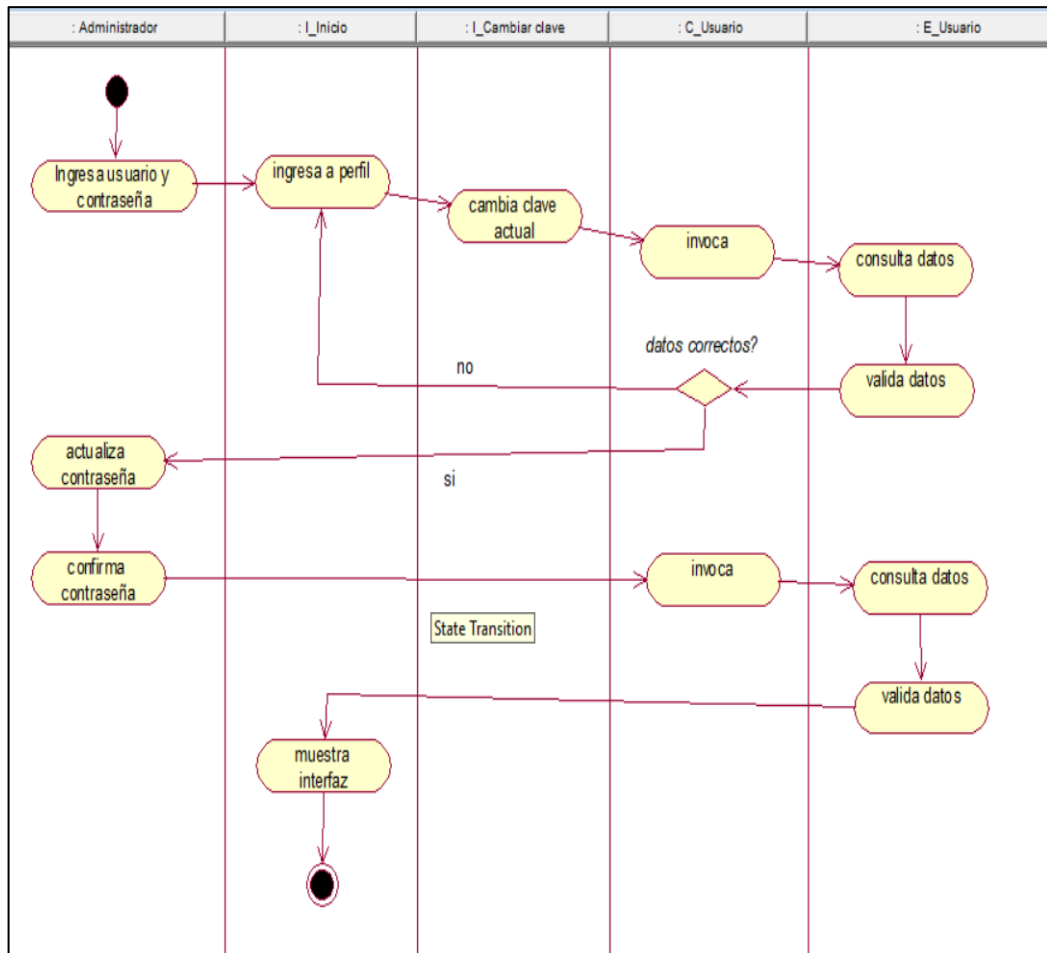 : Administrador
: I_Inicio
: I_Cambiar clave
: C_Usuario
: E_Usuario
Ingresa usuario y
contraseña
ingresa a perfil
cambia clave
actual
invoca
consulta datos
datos correctos?
no
valida datos
actualiza
contraseña
si
confirma
contraseña
invoca
consulta datos
State Transition
valida datos
muestra
interfaz